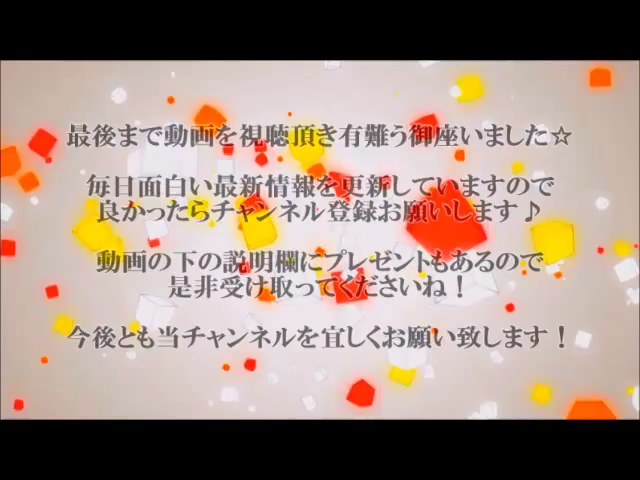 最後まで動画を視聴頂き有難う御座いました☆
毎日面白い最新情報を更新していますので
良かったらチャンネル登録お願いします♪
動画の下の説明欄にプレゼントもあるので
是非受け取ってくださいね！
今後とも当チャンネルを宜しくお願い致します！